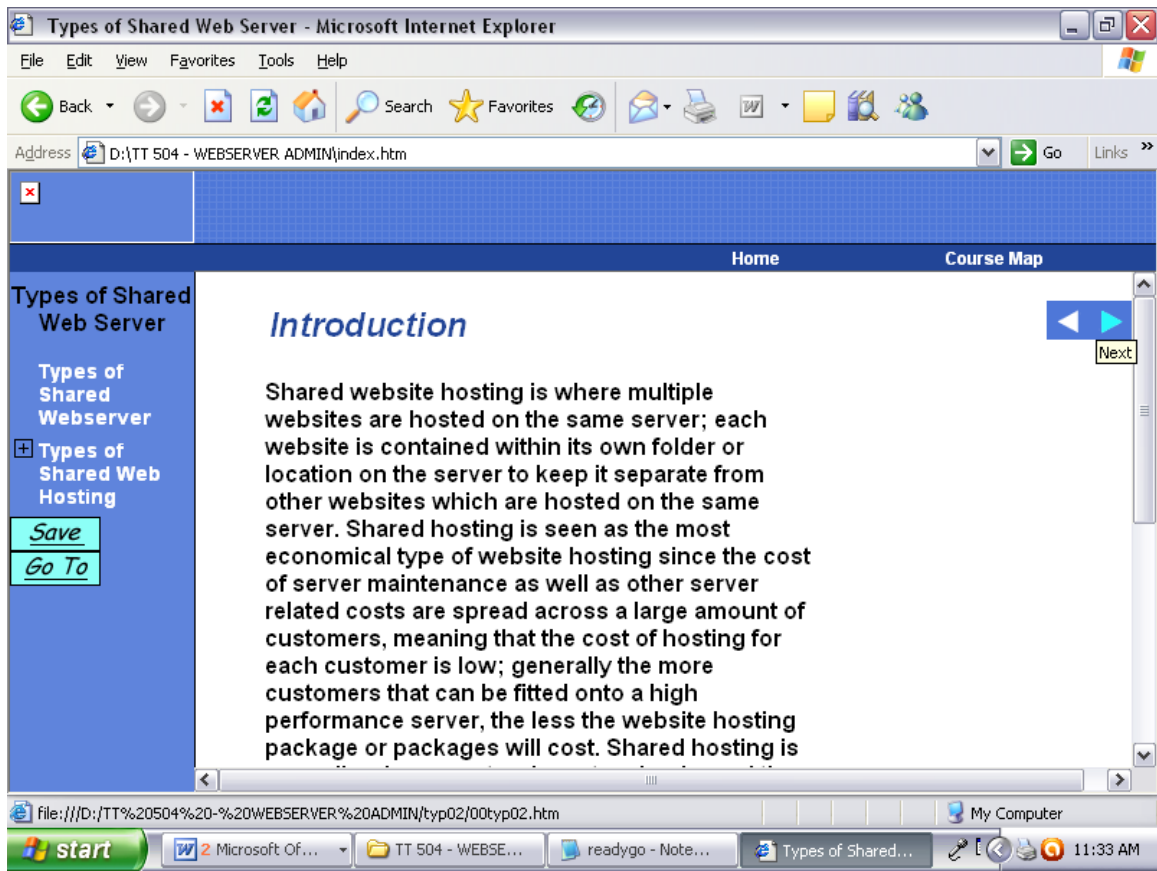 Types of Shared Web Server - Microsoft Internet Explorer
File Edit View Favorites Tools Help
Back Search Favorites
Address D:\TT 504 - WEBSERVER ADMIN\index.htm Go Links »
Home Course Map
Types of Shared
Web Server
Types of
Shared
Webserver
Types of
Shared Web
Hosting
Save
Go To
Introduction
Next
Shared website hosting is where multiple
websites are hosted on the same server; each
website is contained within its own folder or
location on the server to keep it separate from
other websites which are hosted on the same
server. Shared hosting is seen as the most
economical type of website hosting since the cost
of server maintenance as well as other server
related costs are spread across a large amount of
customers, meaning that the cost of hosting for
each customer is low; generally the more
customers that can be fitted onto a high
performance server, the less the website hosting
package or packages will cost. Shared hosting is
file:///D:/TT%20504%20-%20WEBSERVER%20ADMIN/typ02/00typ02.htm My Computer
start 2 Microsoft Of... TT 504 - WEBSE... readygo - Note... Types of Shared... 11:33 AM